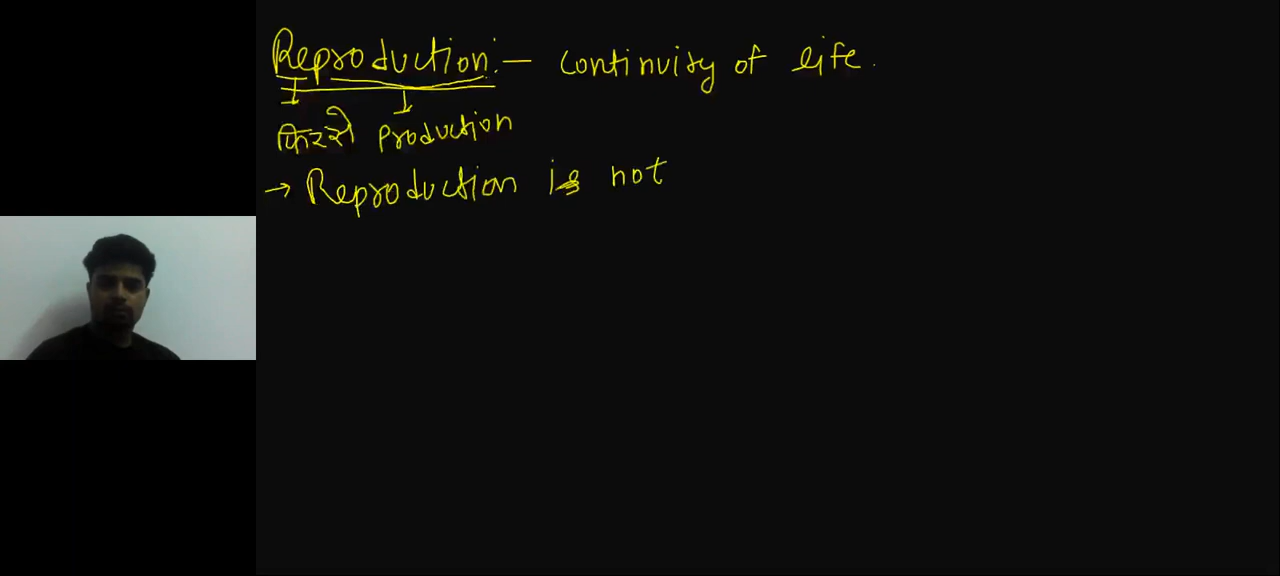 Reproduction:- continuity of life.
फिरसे production
→ Reproduction is not